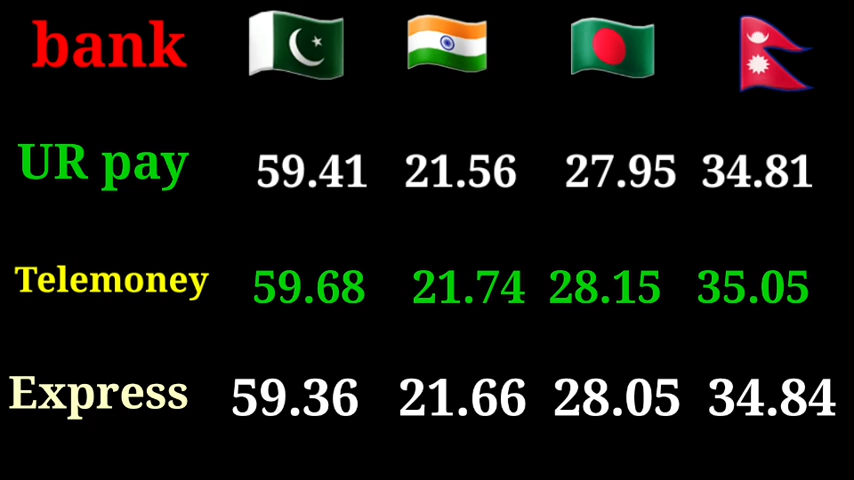 bank
UR pay 59.41 21.56 27.95 34.81
Telemoney 59.68 21.74 28.15 35.05
Express 59.36 21.66 28.05 34.84